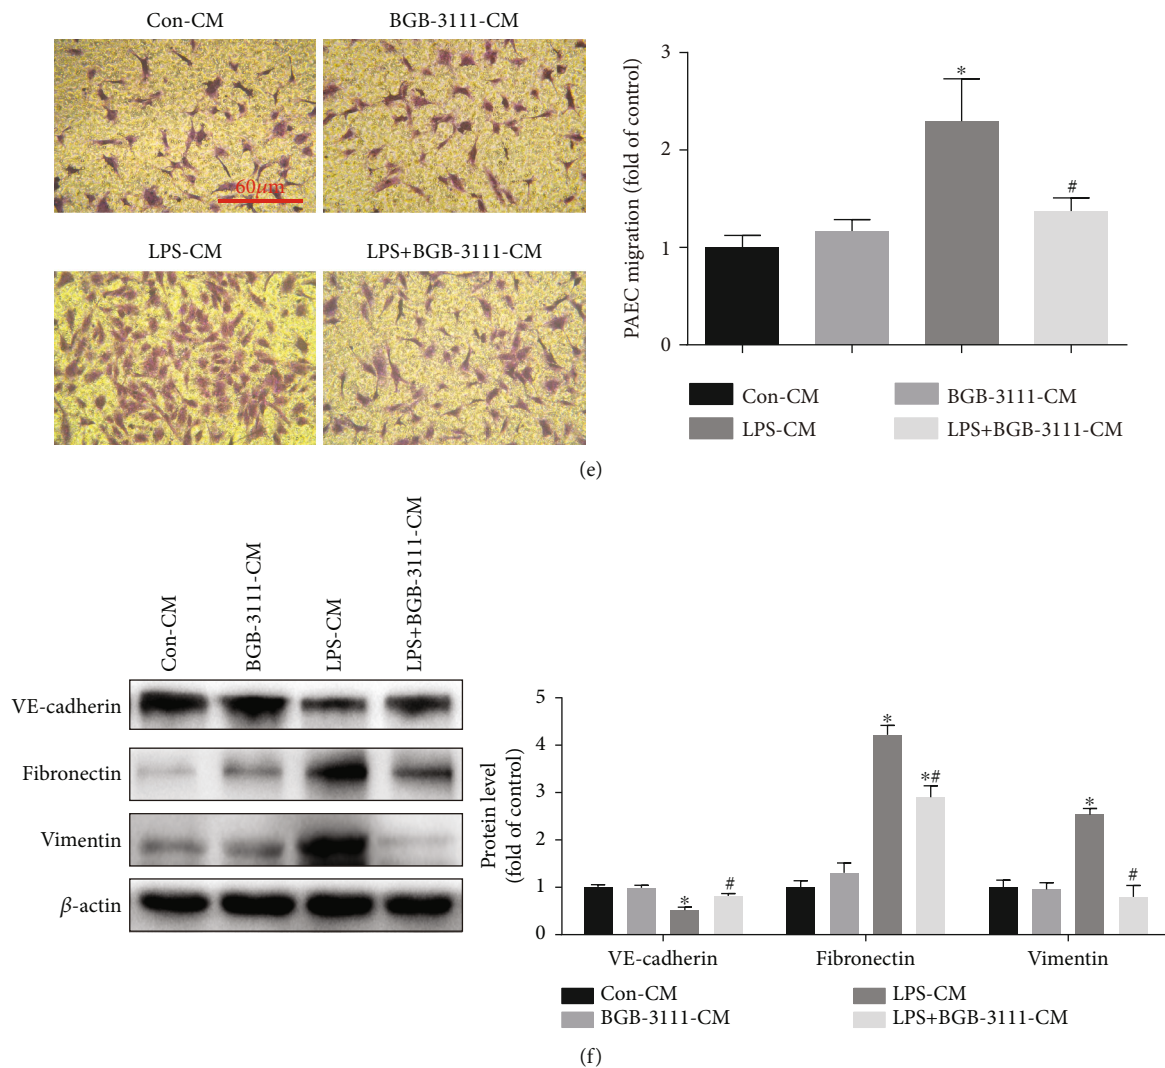 Con-CM
BGB-3111-CM
60μm
LPS-CM
LPS+BGB-3111-CM
PAEC migration (fold of control)
3
2
1
0
*
#
Con-CM
BGB-3111-CM
LPS-CM
LPS+BGB-3111-CM
(e)
Con-CM
BGB-3111-CM
LPS-CM
LPS+BGB-3111-CM
VE-cadherin
Fibronectin
Vimentin
β-actin
Protein level
(fold of control)
5
4
3
2
1
0
*
#
*
*#
*
#
VE-cadherin
Fibronectin
Vimentin
Con-CM
LPS-CM
BGB-3111-CM
LPS+BGB-3111-CM
(f)